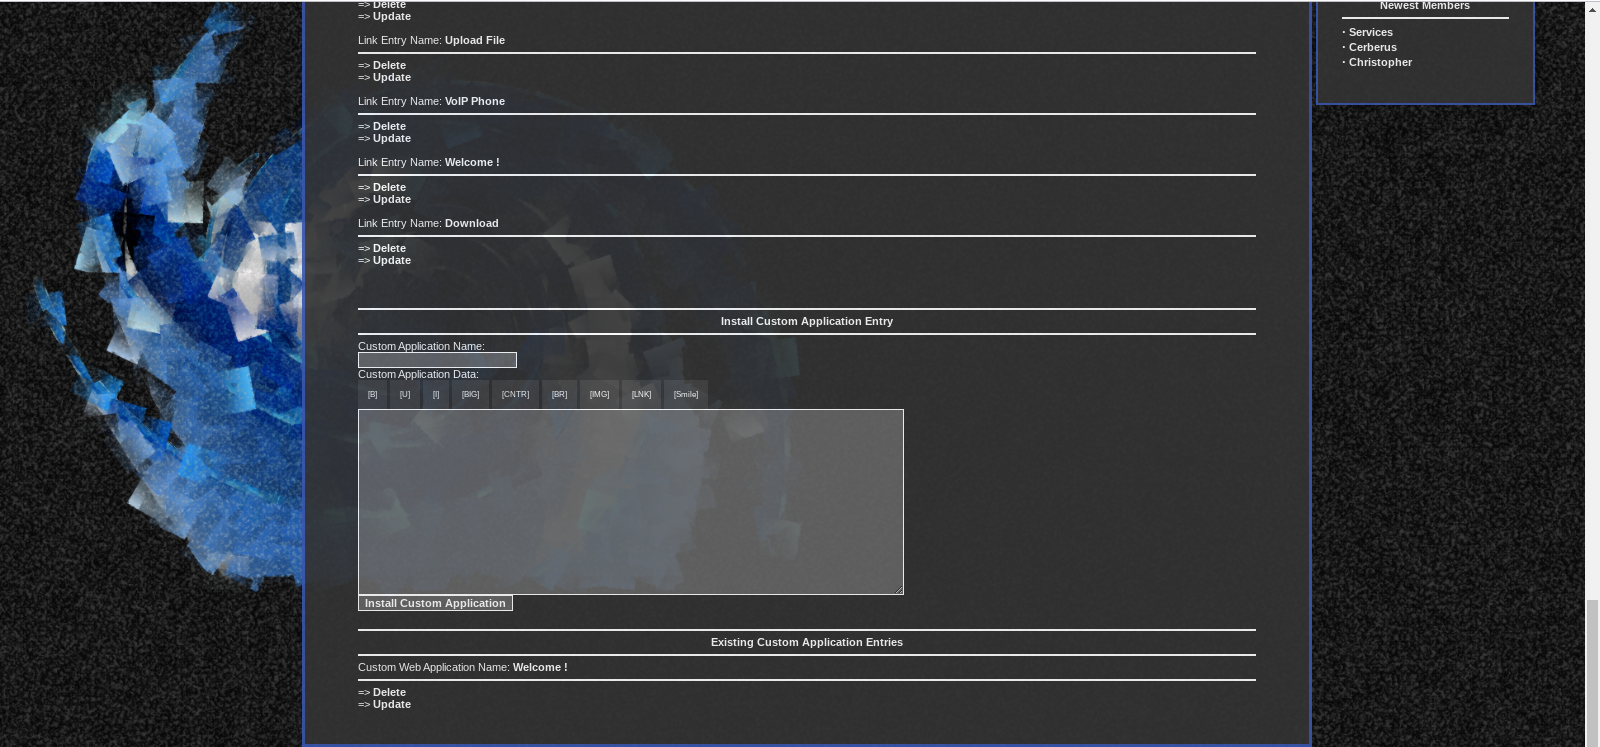 => Delete
=> Update
Link Entry Name: Upload File
=> Delete
=> Update
Link Entry Name: VoIP Phone
=> Delete
=> Update
Link Entry Name: Welcome !
=> Delete
=> Update
Link Entry Name: Download
=> Delete
=> Update
Install Custom Application Entry
Custom Application Name:
Custom Application Data:
[B] [U] [I] [BIG] [CNTR] [BR] [IMG] [LNK] [Smile]
Install Custom Application
Existing Custom Application Entries
Custom Web Application Name: Welcome !
=> Delete
=> Update
Newest Members
· Services
· Cerberus
· Christopher